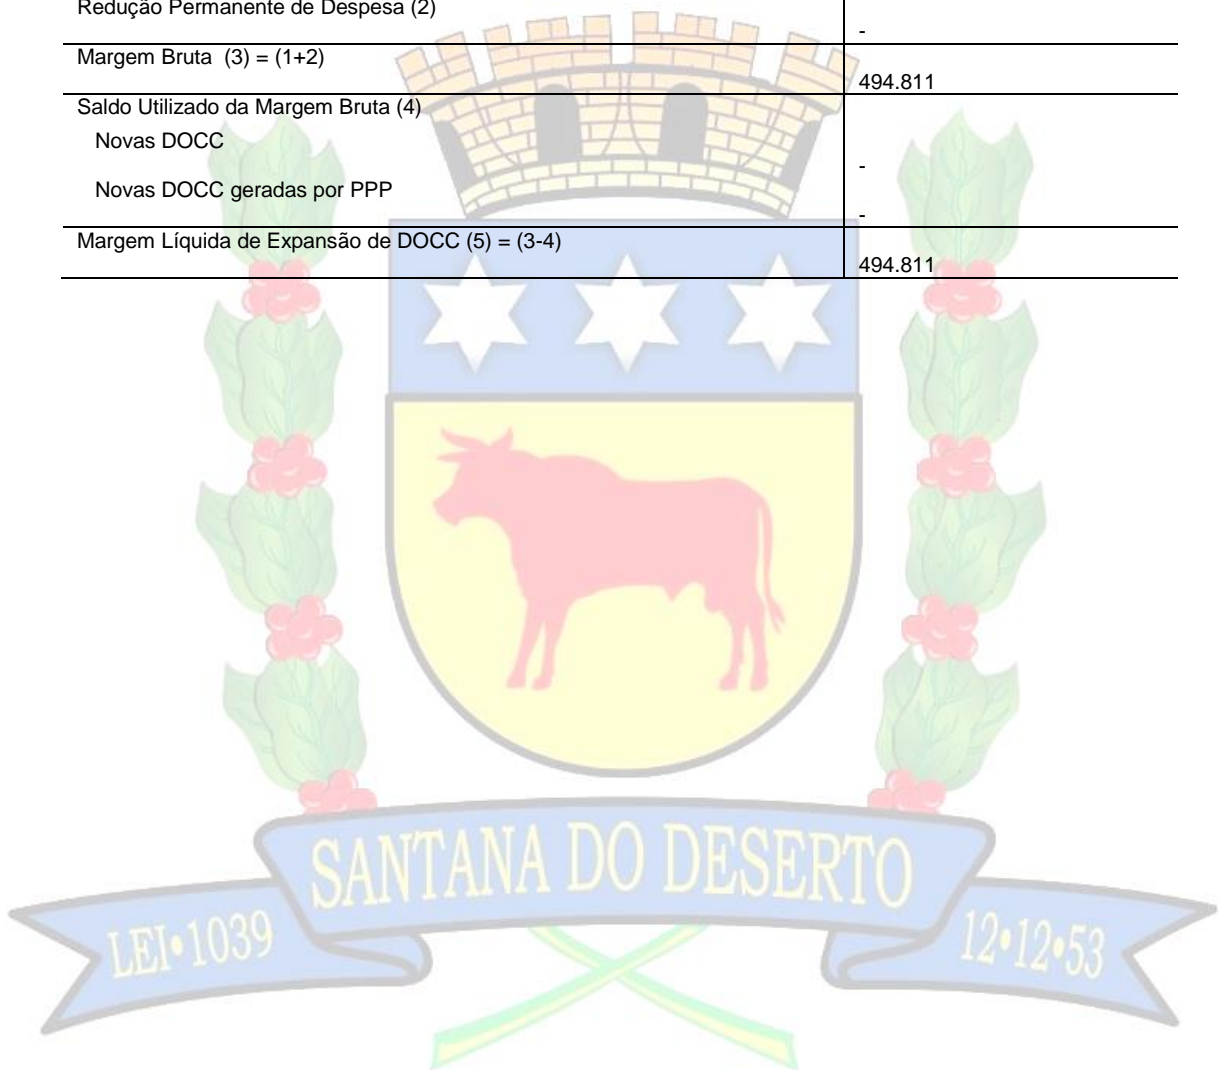 Redução Permanente de Despesa (2)
-
Margem Bruta (3) = (1+2)
494.811
Saldo Utilizado da Margem Bruta (4)
Novas DOCC
-
Novas DOCC geradas por PPP
-
Margem Líquida de Expansão de DOCC (5) = (3-4)
494.811
SANTANA DO DESERTO
LEI•1039
12•12•53